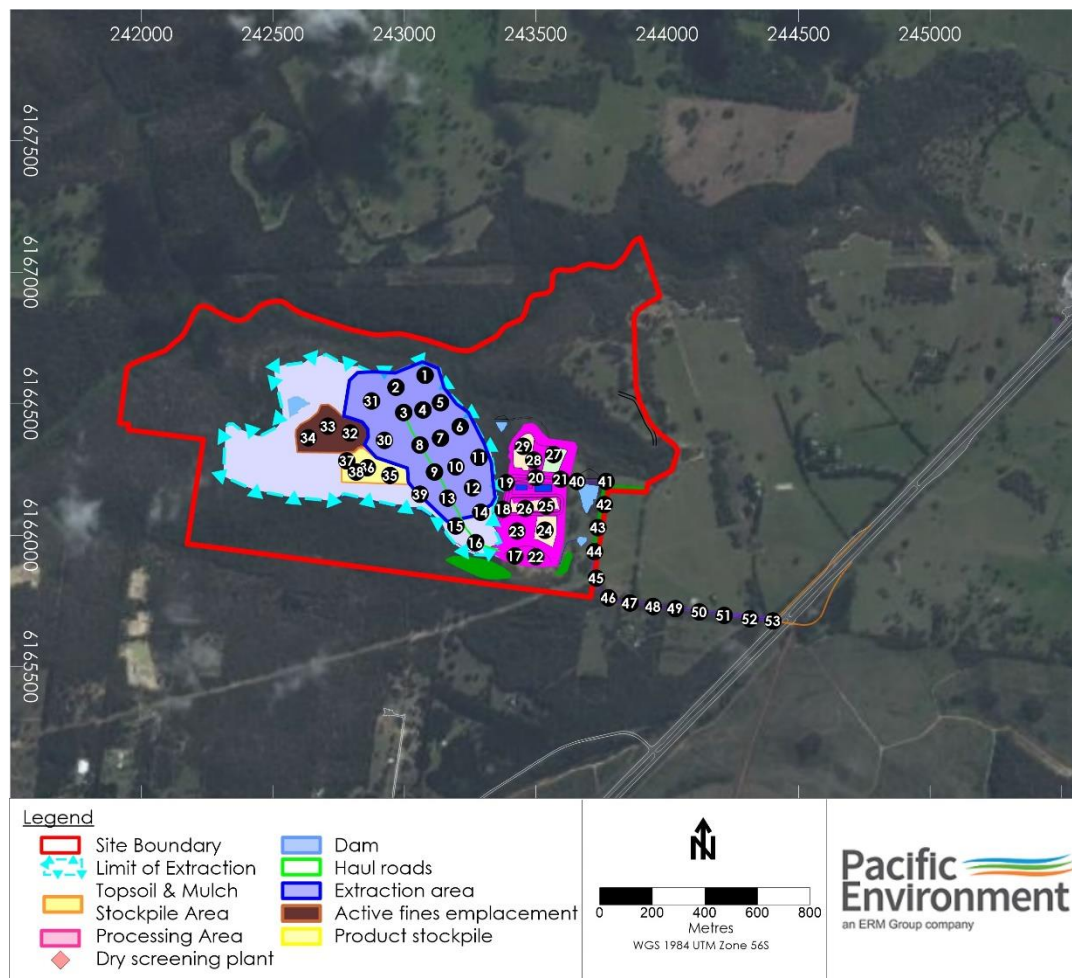 242000 242500 243000 243500 244000 244500 245000
6167500
6167000
6166500
6166000
6165500
1
2
31
3 4 5
6
33
34 32 30
8 7
29
28 27
37 36
38 35
9 10 11
39 13 12
19 20 21 40 41
14 18 26 25 42
15 23 24 43
16 17 22 44
45
46 47 48 49 50 51 52 53
Legend
Site Boundary
Limit of Extraction
Topsoil & Mulch
Stockpile Area
Processing Area
Dry screening plant
Dam
Haul roads
Extraction area
Active fines emplacement
Product stockpile
N
0 200 400 600 800
Metres
WGS 1984 UTM Zone 56S
Pacific
Environment
an ERM Group company